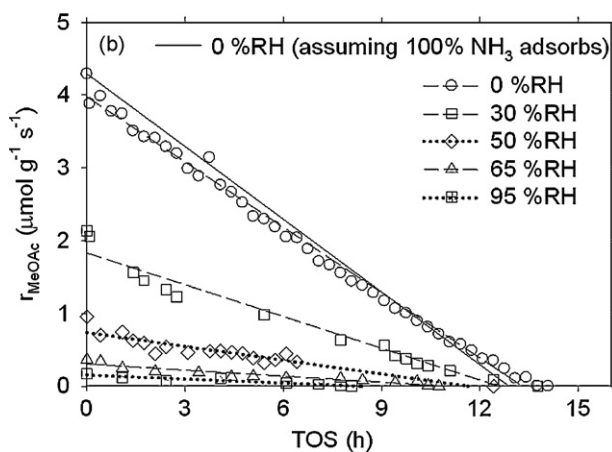 (b) 0 %RH (assuming 100% NH3 adsorbs)
0 %RH
30 %RH
50 %RH
65 %RH
95 %RH
rMeOAc (μmol g-1 s-1)
5
4
3
2
1
0
0 3 6 9 12 15
TOS (h)